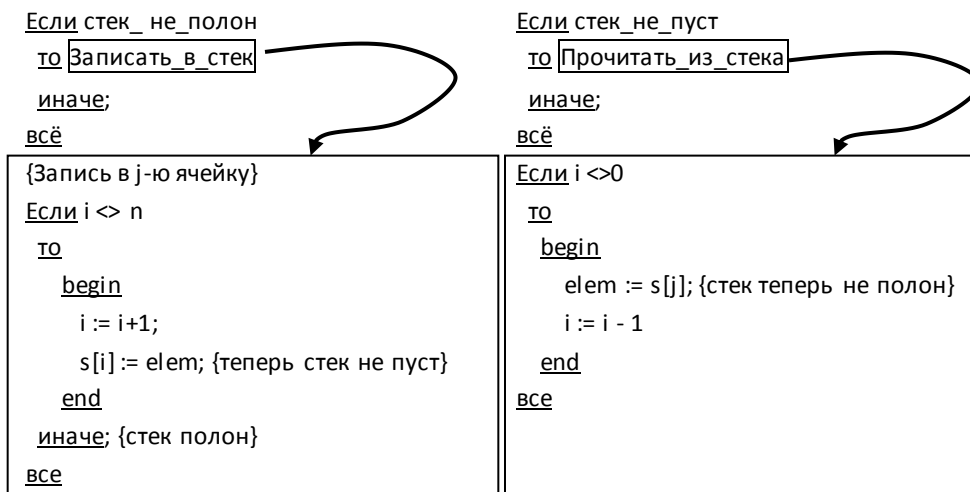 Если стек_ не_полон
то Записать_в_стек
иначе;
всё
{Запись в j-ю ячейку}
Если i <> n
то
begin
i := i+1;
s[i] := elem; {теперь стек не пуст}
end
иначе; {стек полон}
все
Если стек_не_пуст
то Прочитать_из_стека
иначе;
всё
Если i <>0
то
begin
elem := s[j]; {стек теперь не полон}
i := i - 1
end
все